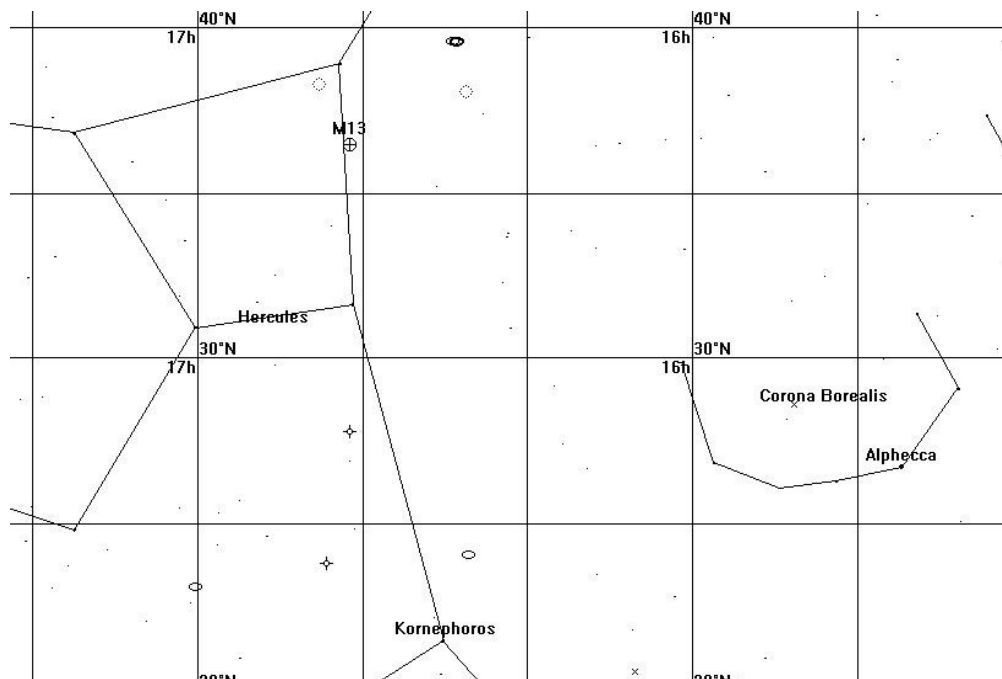 40°N
40°N
17h
16h
M13
Hercules
30°N
30°N
17h
16h
Corona Borealis
Alphecca
Kornephoros